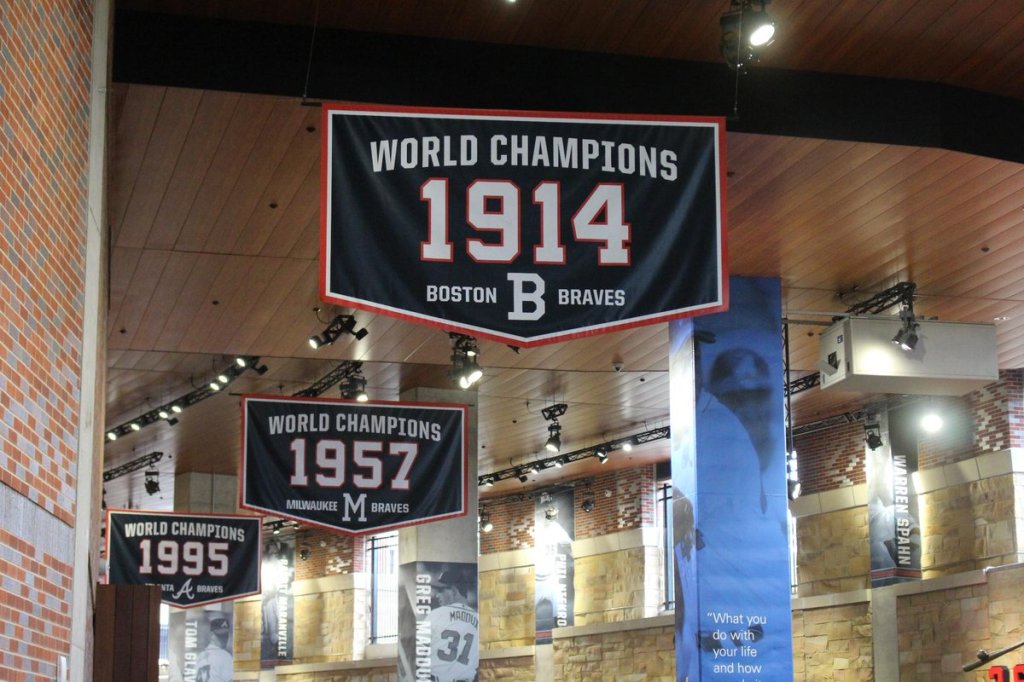 WORLD CHAMPIONS
1914
BOSTON B BRAVES
WORLD CHAMPIONS
1957
MILWAUKEE M BRAVES
WORLD CHAMPIONS
1995
A BRAVES
TOM
GREG MADDUX
31
WARREN SPAHN
"What you
do with
your life
and how